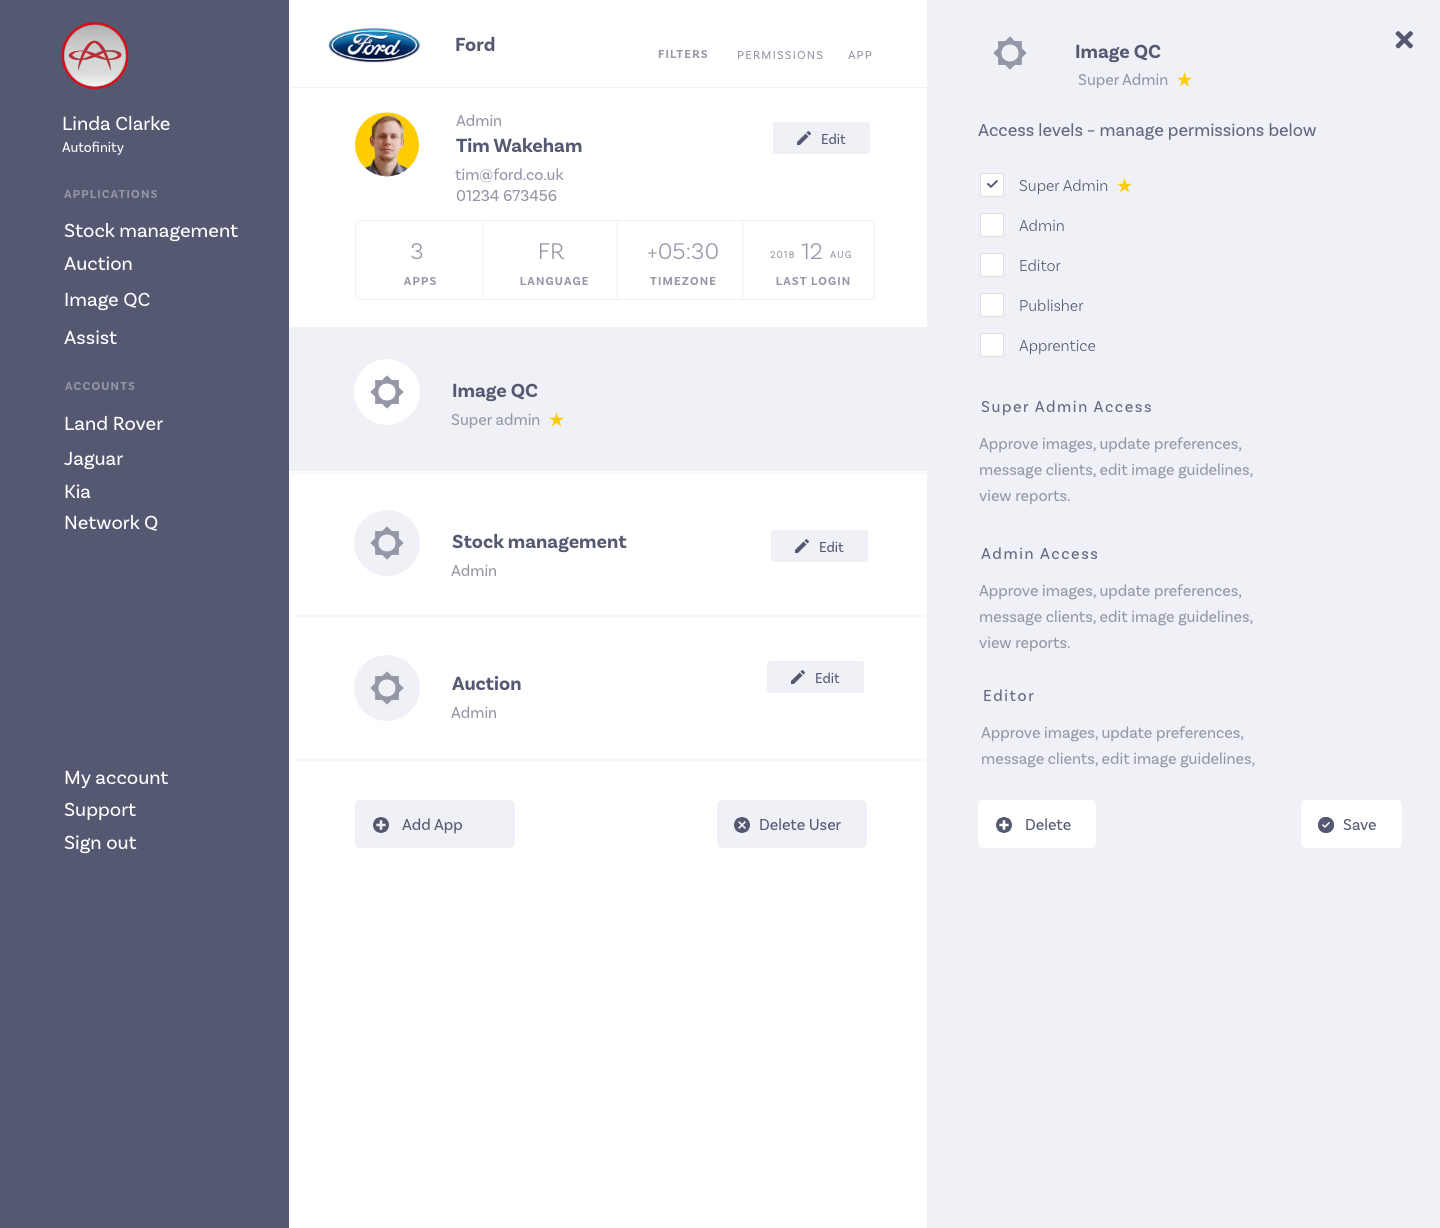 Linda Clarke
Autofinity
APPLICATIONS
Stock management
Auction
Image QC
Assist
ACCOUNTS
Land Rover
Jaguar
Kia
Network Q
My account
Support
Sign out
Ford
Ford
FILTERS
PERMISSIONS
APP
Admin
Tim Wakeham
tim@ford.co.uk
01234 673456
Edit
3
APPS
FR
LANGUAGE
+05:30
TIMEZONE
2018 12 AUG
LAST LOGIN
Image QC
Super admin
Stock management
Admin
Edit
Auction
Admin
Edit
Add App
Delete User
Image QC
Super Admin
Access levels – manage permissions below
Super Admin
Admin
Editor
Publisher
Apprentice
Super Admin Access
Approve images, update preferences,
message clients, edit image guidelines,
view reports.
Admin Access
Approve images, update preferences,
message clients, edit image guidelines,
view reports.
Editor
Approve images, update preferences,
message clients, edit image guidelines,
Delete
Save